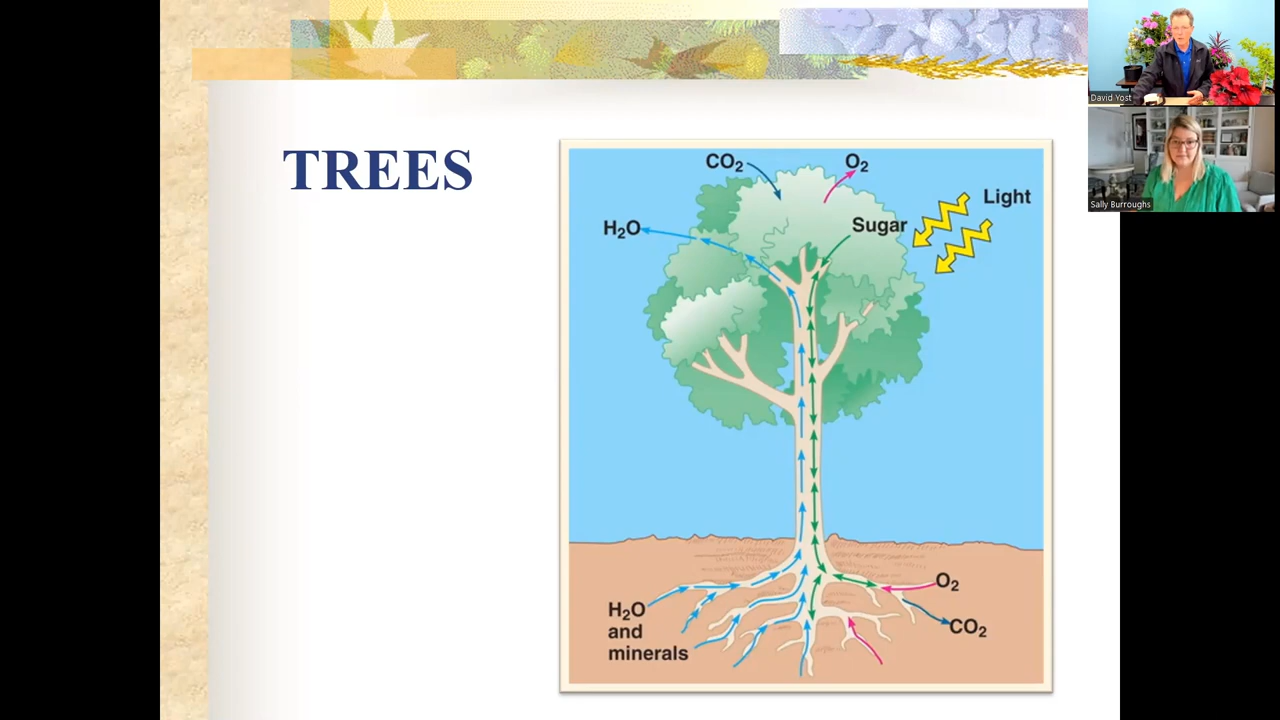 TREES
CO₂
O₂
Light
H₂O
Sugar
H₂O
and
minerals
O₂
CO₂
David Yost
Sally Burroughs